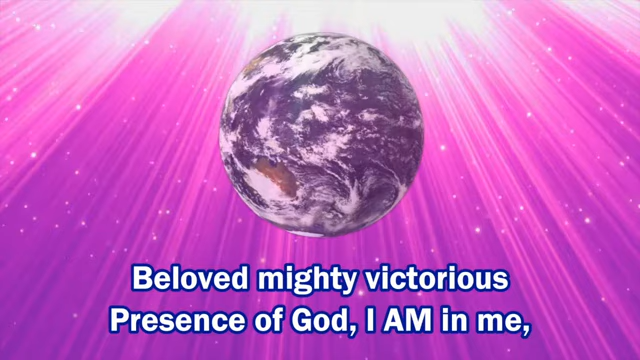 Beloved mighty victorious
Presence of God, I AM in me,